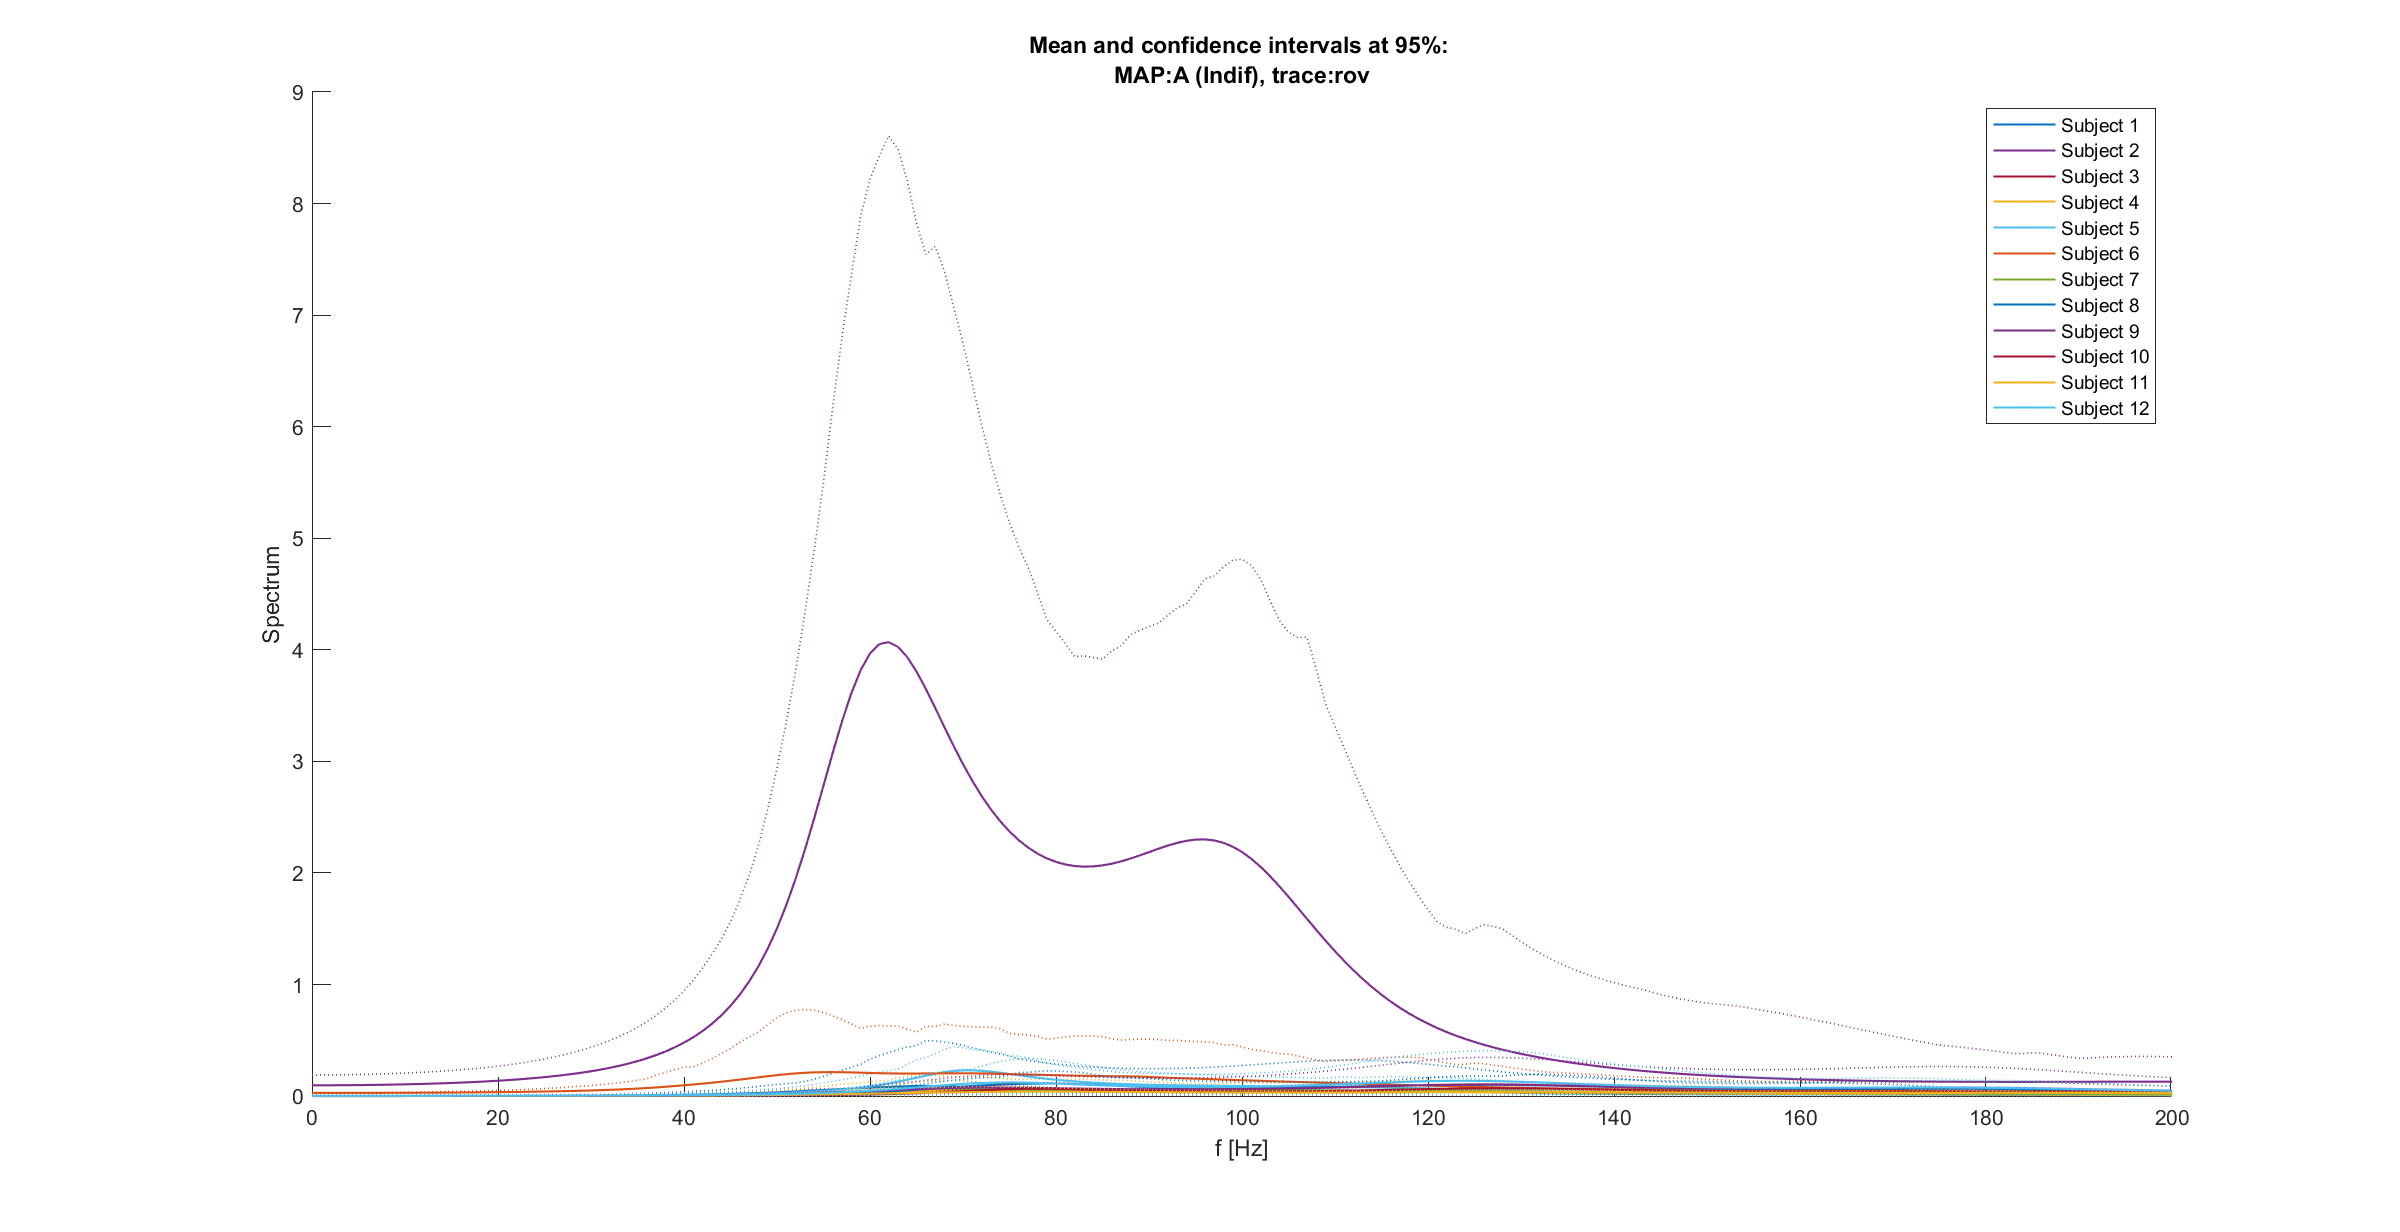 Mean and confidence intervals at 95%:
MAP:A (Indif), trace:rov
9
8
7
6
5
4
3
2
1
0
Spectrum
0 20 40 60 80 100 120 140 160 180 200
f [Hz]
Subject 1
Subject 2
Subject 3
Subject 4
Subject 5
Subject 6
Subject 7
Subject 8
Subject 9
Subject 10
Subject 11
Subject 12